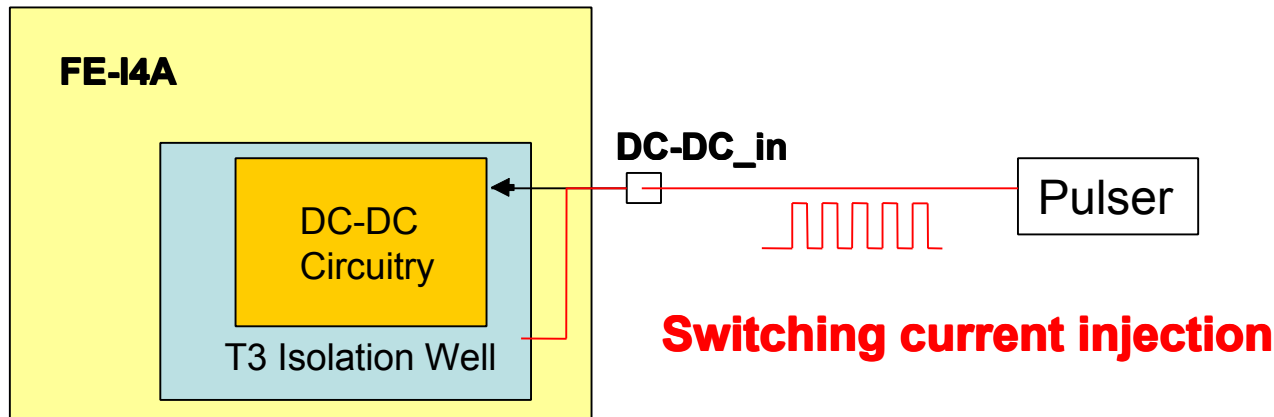 FE-I4A
DC-DC_in
Pulser
DC-DC
Circuitry
T3 Isolation Well
Switching current injection